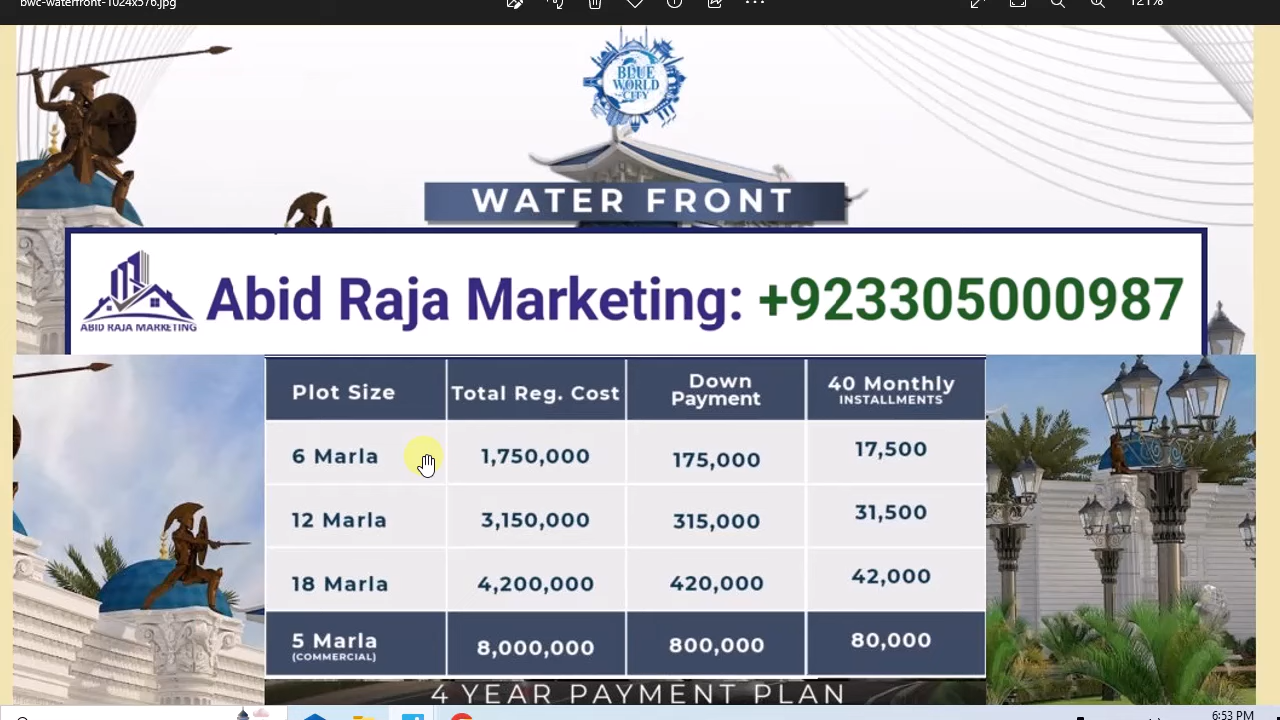 bwc-waterfront-1024x576.jpg
121%
BLUE
WORLD
CITY
WATER FRONT
ABID RAJA MARKETING
Abid Raja Marketing: +923305000987
Plot Size Total Reg. Cost Down Payment 40 Monthly INSTALLMENTS
6 Marla 1,750,000 175,000 17,500
12 Marla 3,150,000 315,000 31,500
18 Marla 4,200,000 420,000 42,000
5 Marla (COMMERCIAL) 8,000,000 800,000 80,000
4 YEAR PAYMENT PLAN
6:53 PM